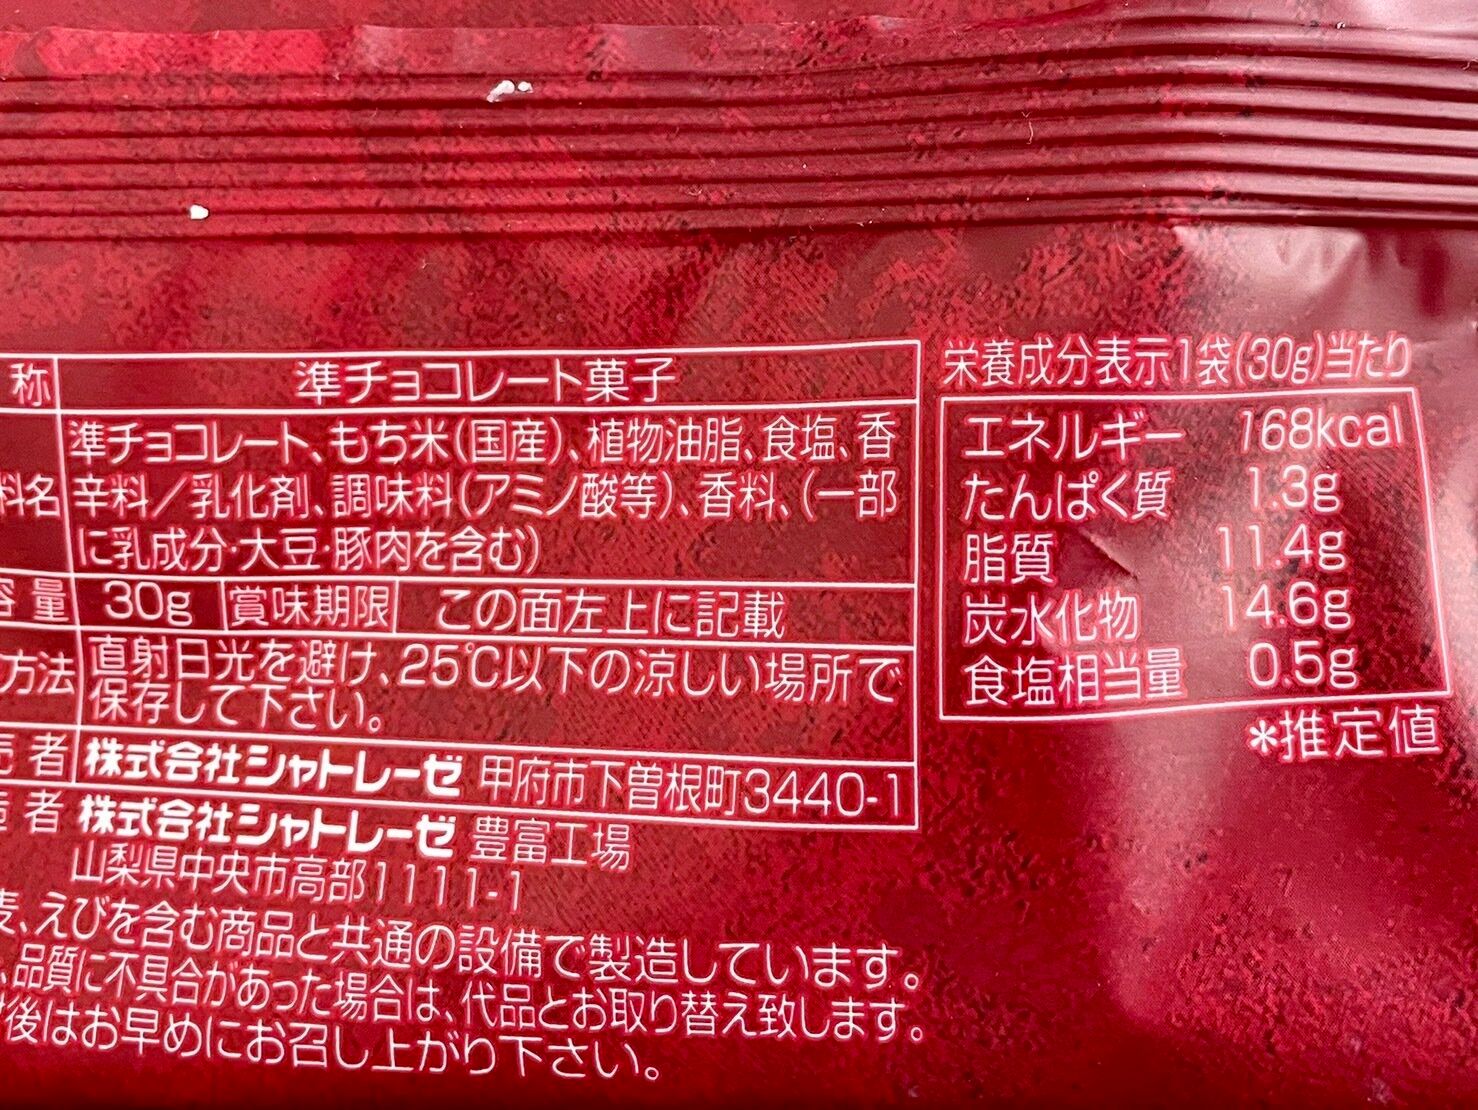 称 準チョコレート菓子
準チョコレート、もち米(国産)、植物油脂、食塩、香
料名 辛料/乳化剤、調味料(アミノ酸等)、香料、(一部
に乳成分・大豆・豚肉を含む)
容量 30g 賞味期限 この面左上に記載
方法 直射日光を避け、25℃以下の涼しい場所で
保存して下さい。
売者 株式会社シャトレーゼ 甲府市下曽根町3440-1
造者 株式会社シャトレーゼ 豊富工場
山梨県中央市高部1111-1
麦、えびを含む商品と共通の設備で製造しています。
、品質に不具合があった場合は、代品とお取り替え致します。
後はお早めにお召し上がり下さい。
栄養成分表示1袋(30g)当たり
エネルギー 168kcal
たんぱく質 1.3g
脂質 11.4g
炭水化物 14.6g
食塩相当量 0.5g
*推定値